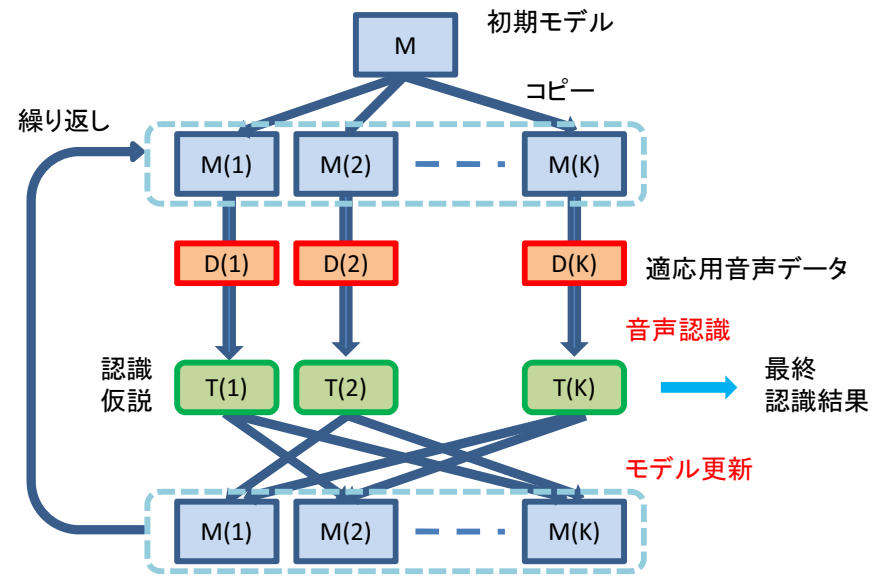 初期モデル
M
コピー
繰り返し
M(1) M(2) M(K)
D(1) D(2) D(K)
適応用音声データ
音声認識
認識
仮説
T(1) T(2) T(K)
最終
認識結果
モデル更新
M(1) M(2) M(K)